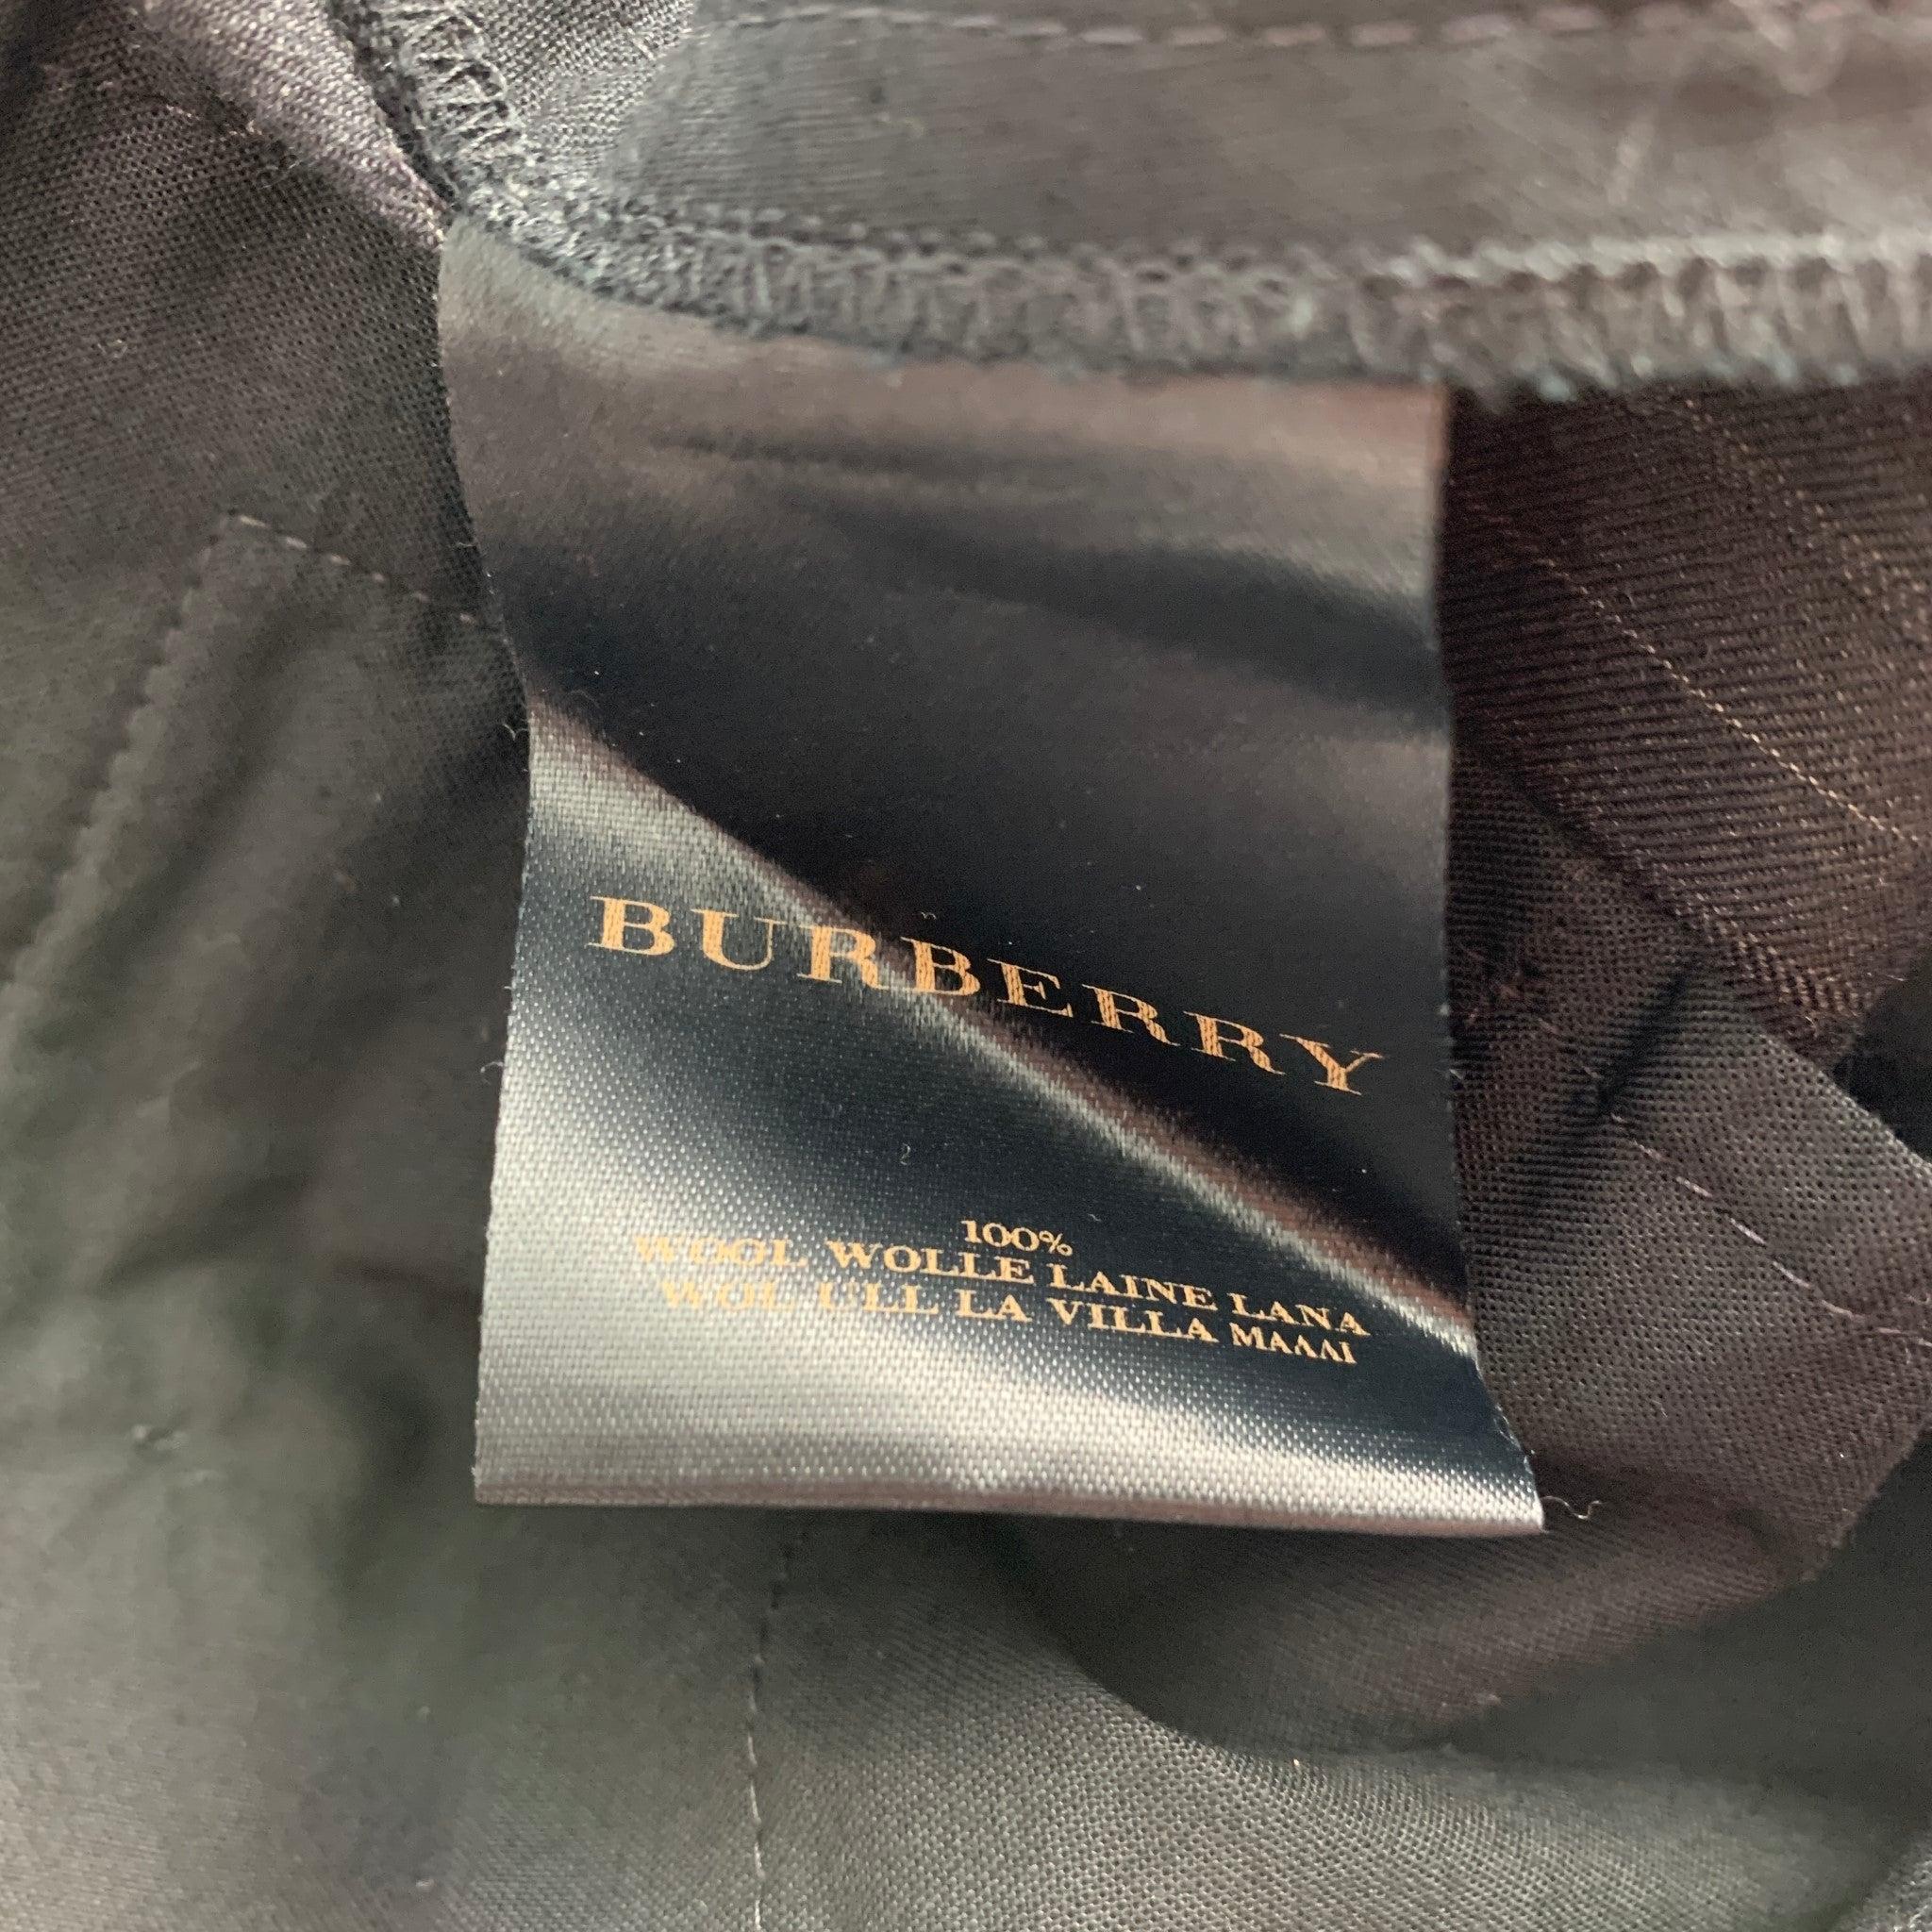 BURBERRY
100%
WOOL WOLLE LAINE LANA
WOL ULL LA VILLA ΜΑΛΛΙ